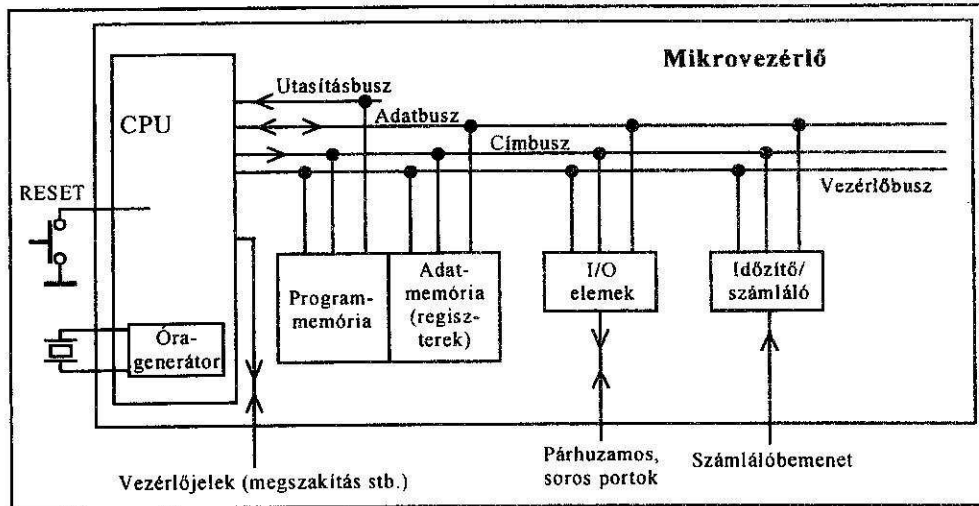 Mikrovezérlő
Utasításbusz
CPU
Adatbusz
Címbusz
RESET
Vezérlőbusz
Program-
memória
Adat-
memória
(regisz-
terek)
I/O
elemek
Időzítő/
számláló
Óra-
generátor
Párhuzamos,
soros portok
Számlálóbemenet
Vezérlőjelek (megszakítás stb.)